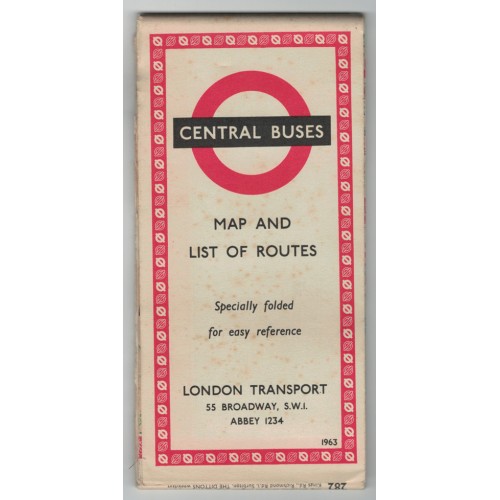 CENTRAL BUSES
MAP AND
LIST OF ROUTES
Specially folded
for easy reference
LONDON TRANSPORT
55 BROADWAY, S.W.1.
ABBEY 1234
1963
282